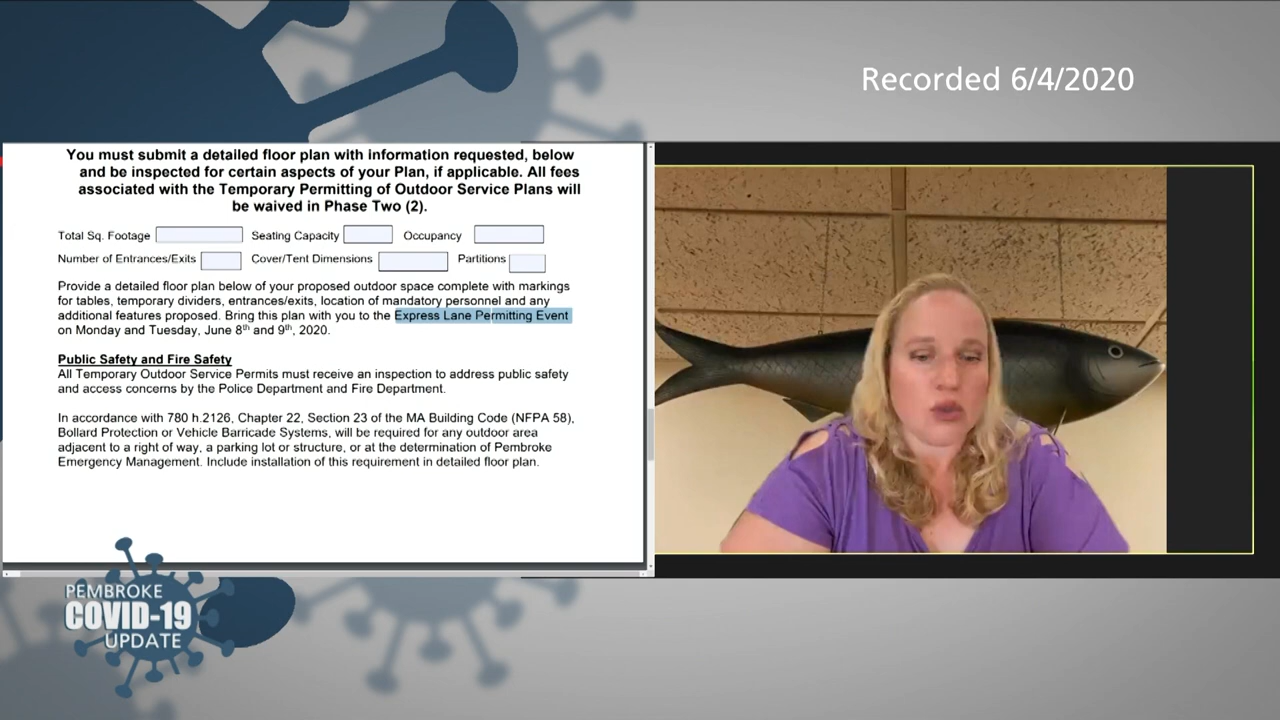 Recorded 6/4/2020
You must submit a detailed floor plan with information requested, below
and be inspected for certain aspects of your Plan, if applicable. All fees
associated with the Temporary Permitting of Outdoor Service Plans will
be waived in Phase Two (2).
Total Sq. Footage Seating Capacity Occupancy
Number of Entrances/Exits Cover/Tent Dimensions Partitions
Provide a detailed floor plan below of your proposed outdoor space complete with markings
for tables, temporary dividers, entrances/exits, location of mandatory personnel and any
additional features proposed. Bring this plan with you to the Express Lane Permitting Event
on Monday and Tuesday, June 8th and 9th, 2020.
Public Safety and Fire Safety
All Temporary Outdoor Service Permits must receive an inspection to address public safety
and access concerns by the Police Department and Fire Department.
In accordance with 780 h.2126, Chapter 22, Section 23 of the MA Building Code (NFPA 58),
Bollard Protection or Vehicle Barricade Systems, will be required for any outdoor area
adjacent to a right of way, a parking lot or structure, or at the determination of Pembroke
Emergency Management. Include installation of this requirement in detailed floor plan.
PEMBROKE
COVID-19
UPDATE